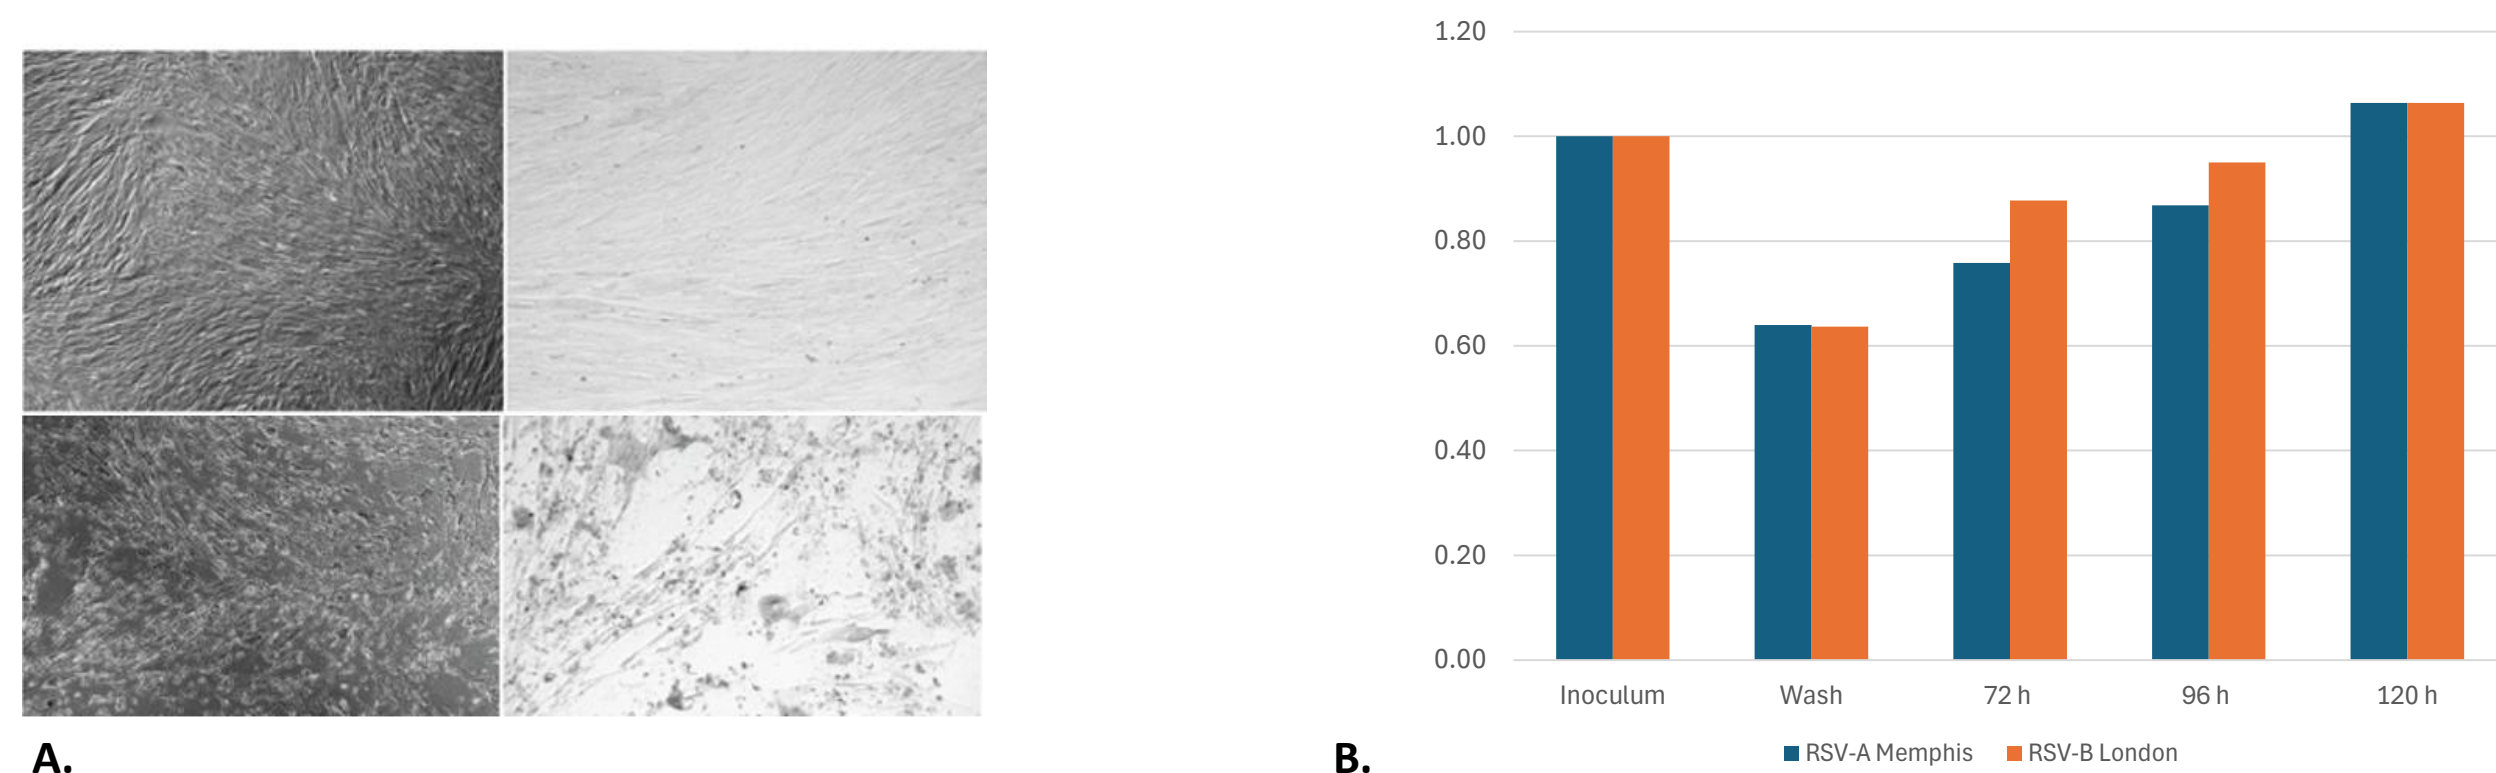 1.20
1.00
0.80
0.60
0.40
0.20
0.00
Inoculum Wash 72 h 96 h 120 h
RSV-A Memphis RSV-B London
A. B.